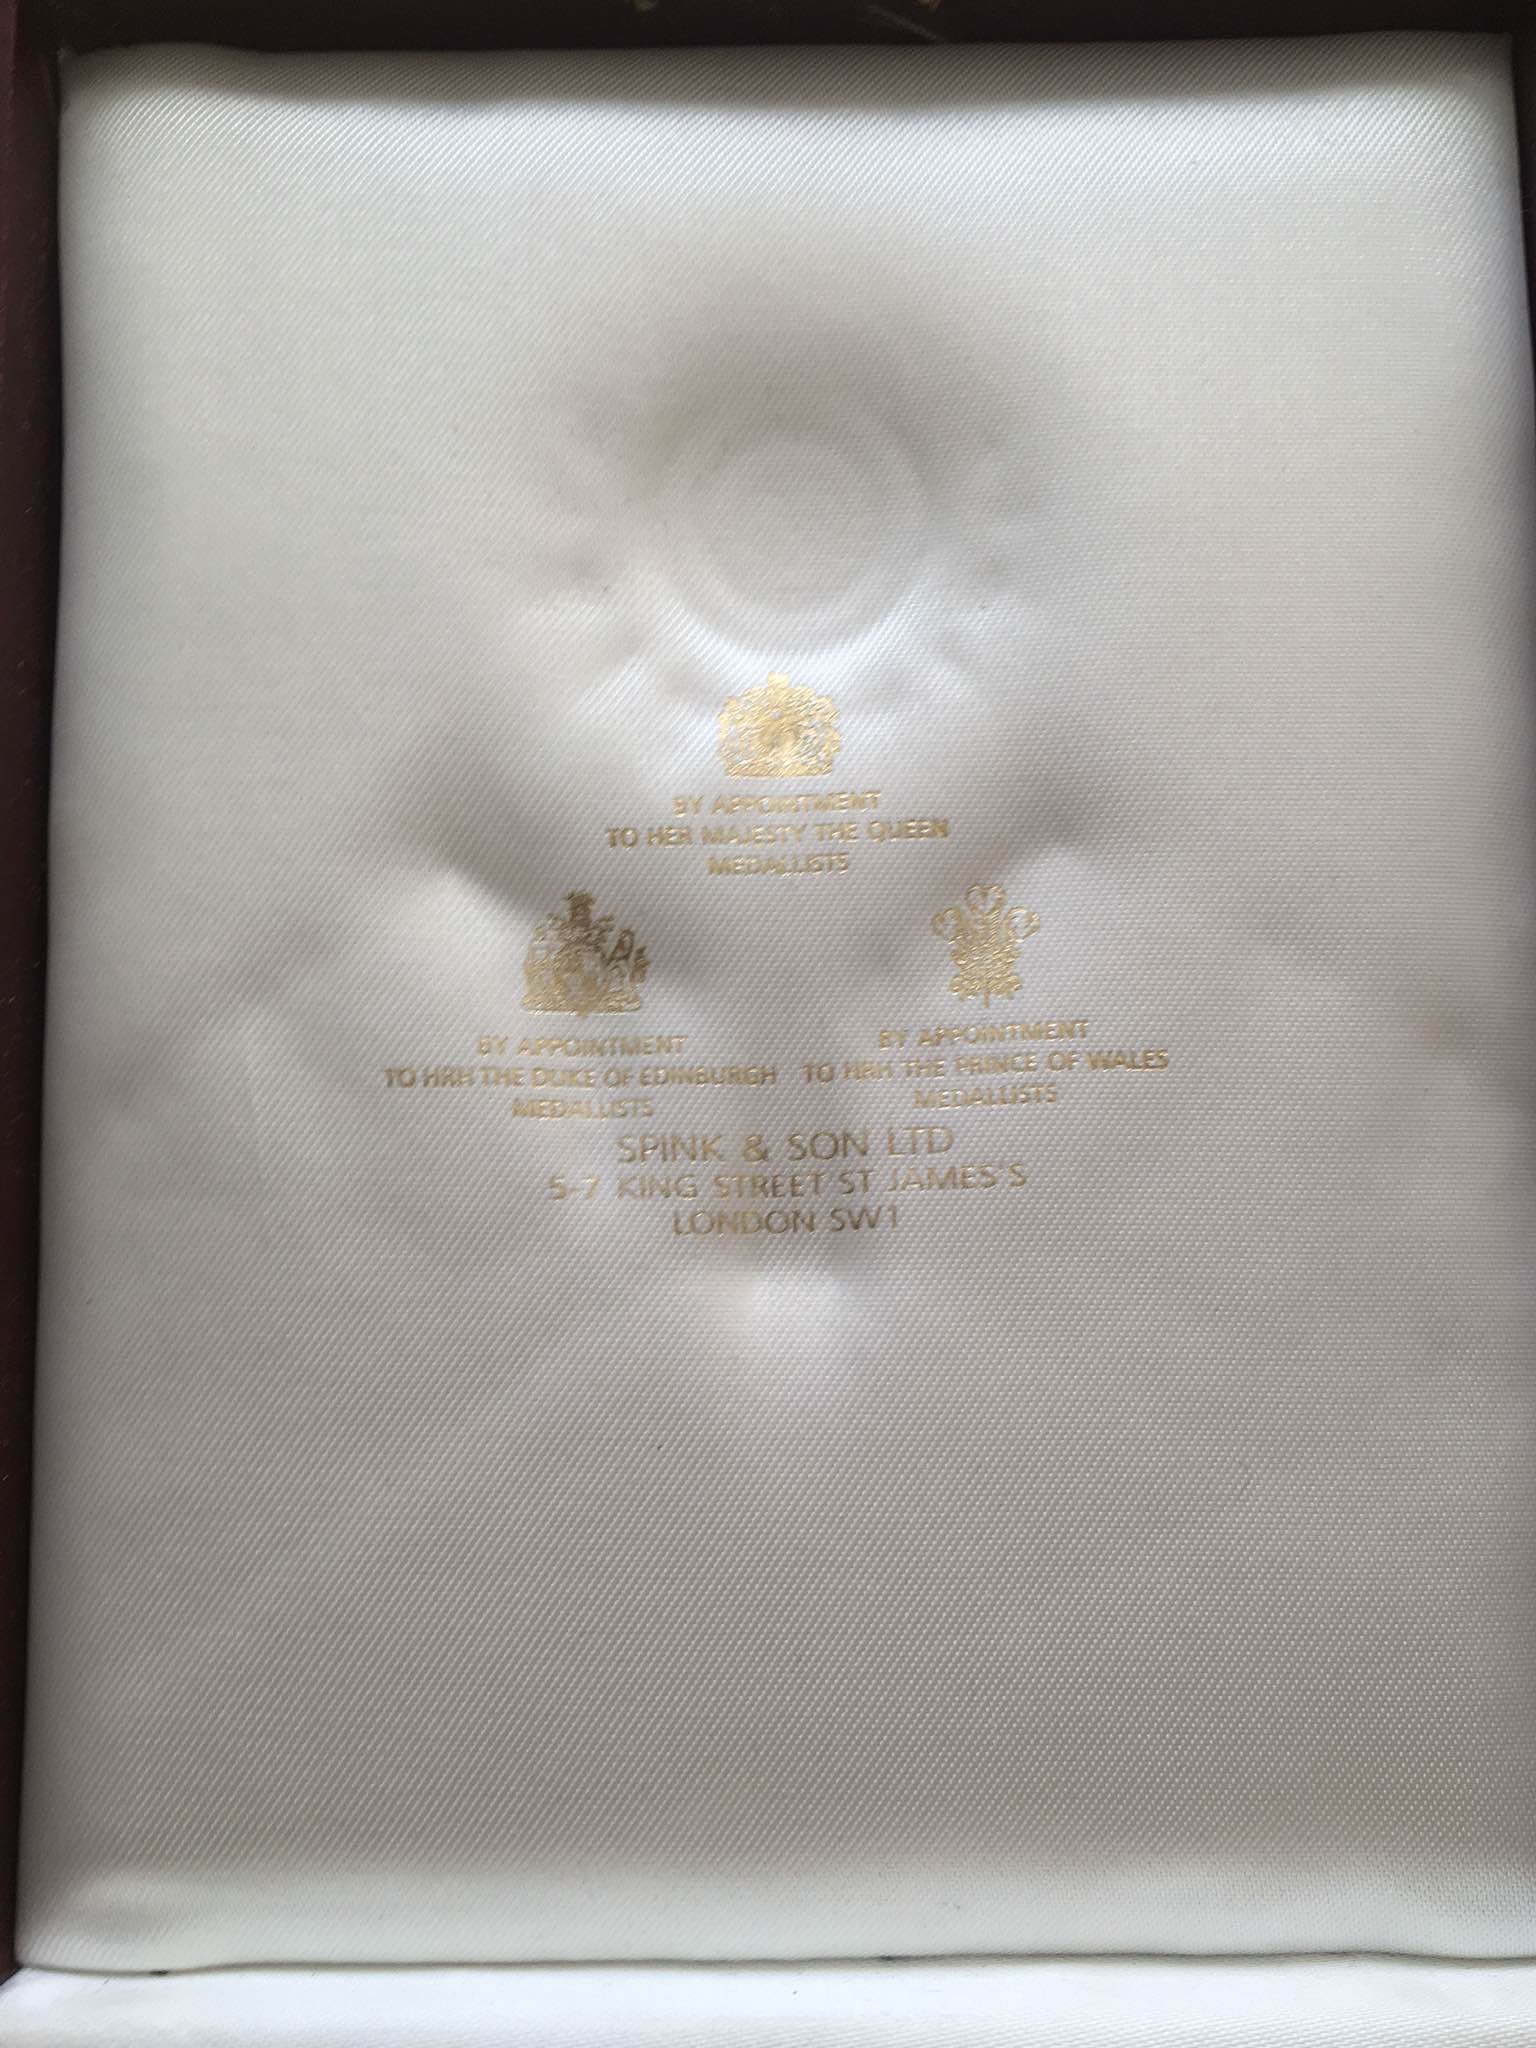 BY APPOINTMENT
TO HER MAJESTY THE QUEEN
MEDALLISTS
BY APPOINTMENT
TO HRH THE DUKE OF EDINBURGH
MEDALLISTS
BY APPOINTMENT
TO HRH THE PRINCE OF WALES
MEDALLISTS
SPINK & SON LTD
5-7 KING STREET ST JAMES'S
LONDON SW1